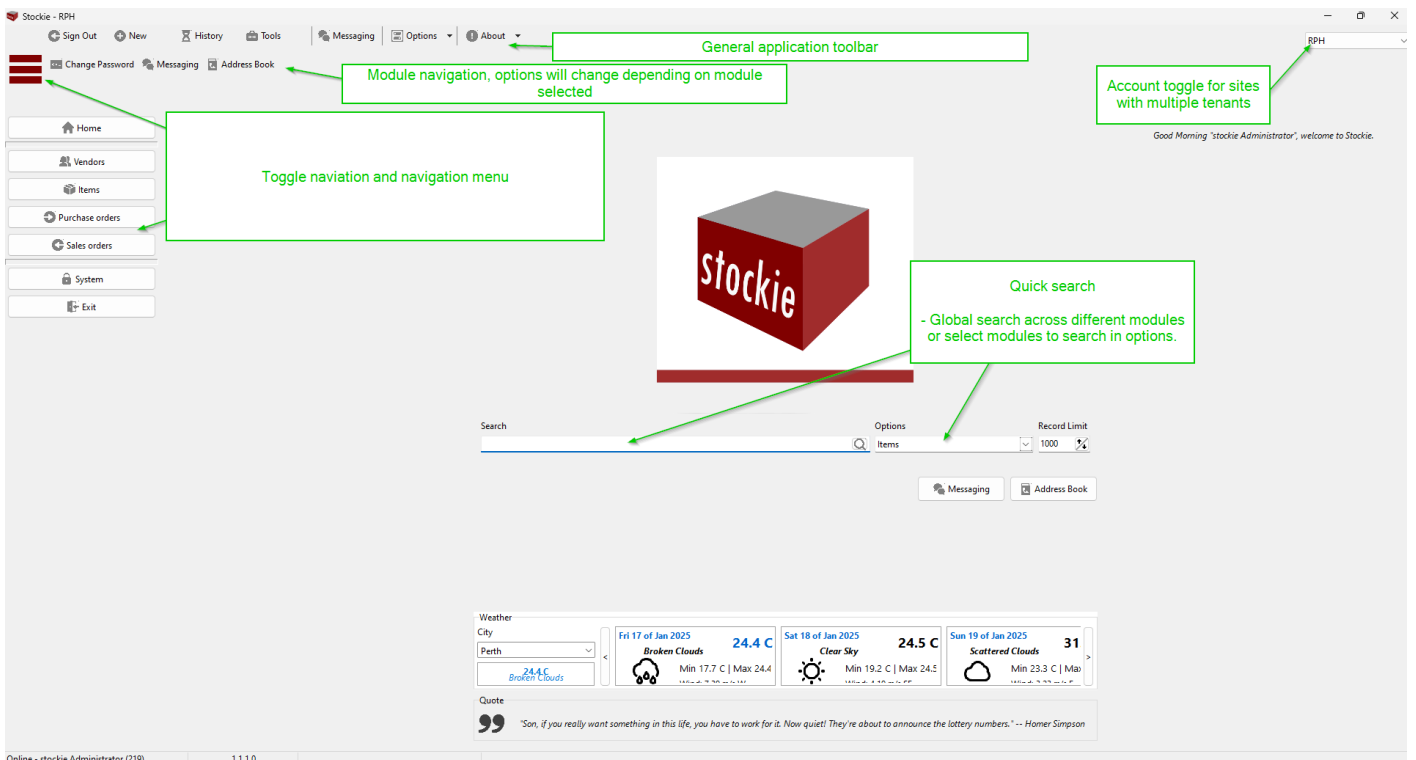 Stockie - RPH
Sign Out New History Tools Messaging Options About
General application toolbar
RPH
Change Password Messaging Address Book
Module navigation, options will change depending on module
selected
Account toggle for sites
with multiple tenants
Good Morning "stockie Administrator", welcome to Stockie.
Home
Vendors
Items
Purchase orders
Sales orders
System
Exit
Toggle naviation and navigation menu
stockie
Quick search
- Global search across different modules
or select modules to search in options.
Search Options Record Limit
Items 1000
Messaging Address Book
Weather
City
Perth
24.4 C
Broken Clouds
<
Fri 17 of Jan 2025
24.4 C
Broken Clouds
Min 17.7 C | Max 24.4
Sat 18 of Jan 2025
24.5 C
Clear Sky
Min 19.2 C | Max 24.5
Sun 19 of Jan 2025
31
Scattered Clouds
Min 23.3 C | Max
>
Quote
"Son, if you really want something in this life, you have to work for it. Now quiet! They're about to announce the lottery numbers." -- Homer Simpson
Online - stockie Administrator (219) 1.1.1.0